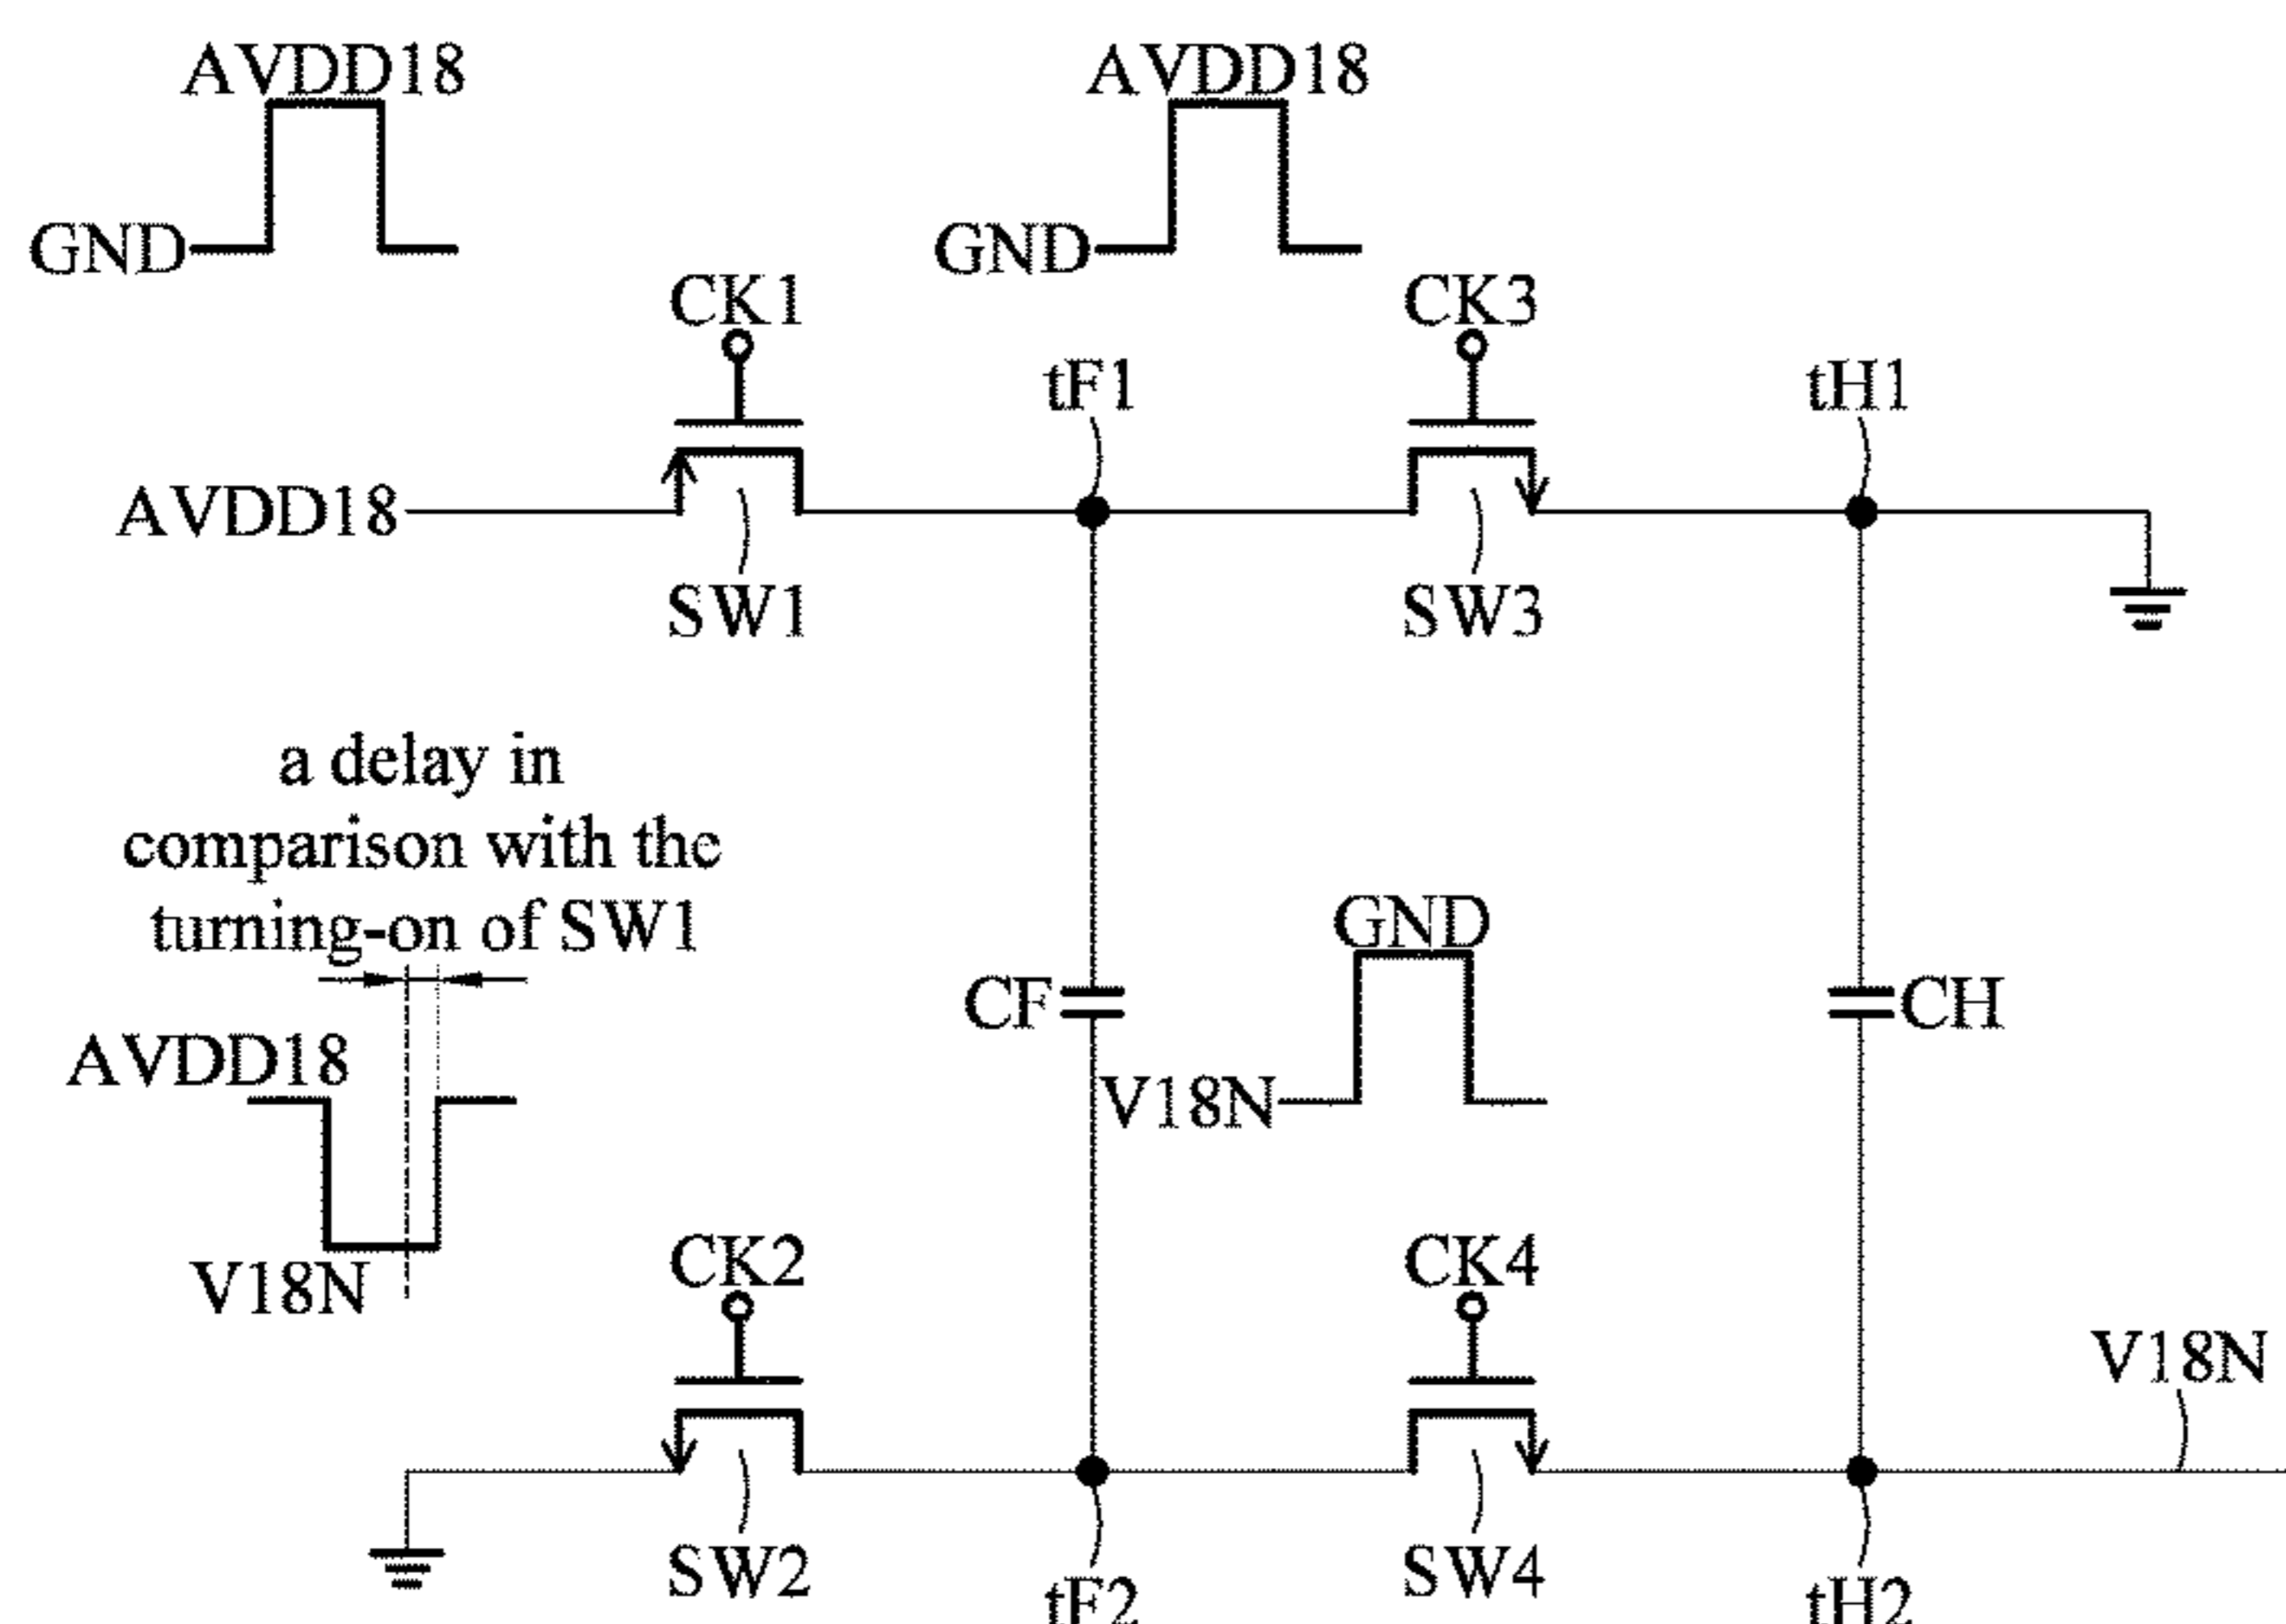 AVDD18
AVDD18
GND
GND
CK1
CK3
tF1
tH1
AVDD18
SW1
SW3
a delay in
comparison with the
turning-on of SW1
GND
CF
CH
AVDD18
V18N
CK2
CK4
V18N
V18N
SW2
SW4
tF2
tH2